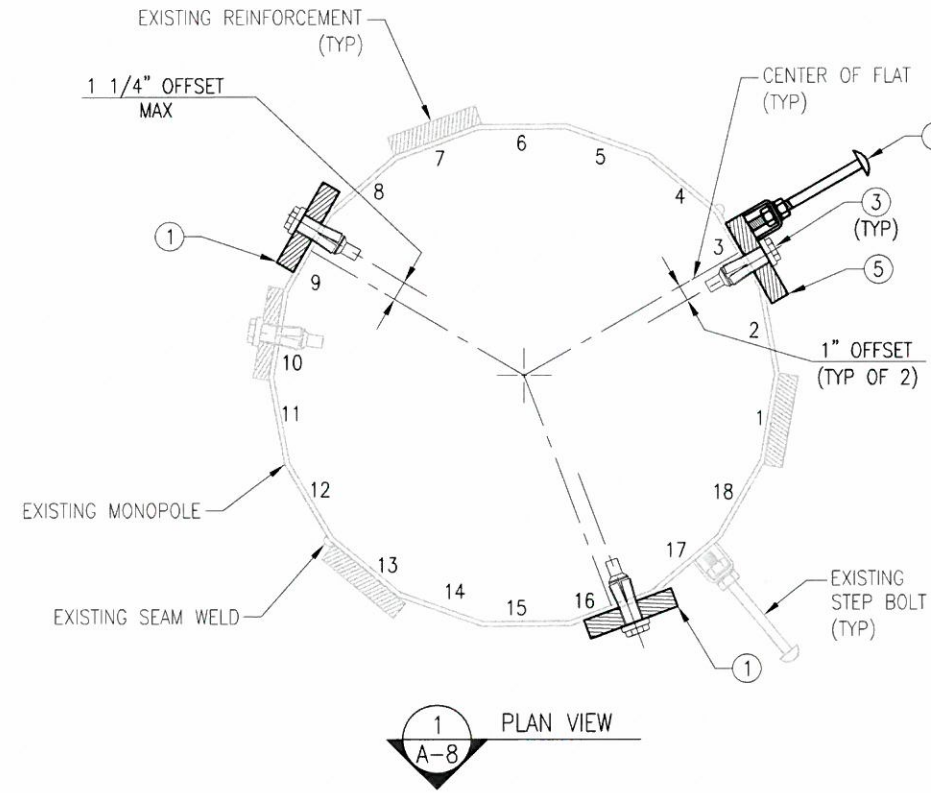 EXISTING REINFORCEMENT
(TYP)
1 1/4" OFFSET
MAX
CENTER OF FLAT
(TYP)
6
7
5
8
4
3
(TYP)
3
1
9
5
2
1" OFFSET
(TYP OF 2)
10
11
1
EXISTING MONOPOLE
12
18
13
17
14
15
16
EXISTING SEAM WELD
EXISTING
STEP BOLT
(TYP)
1
1
A-8
PLAN VIEW